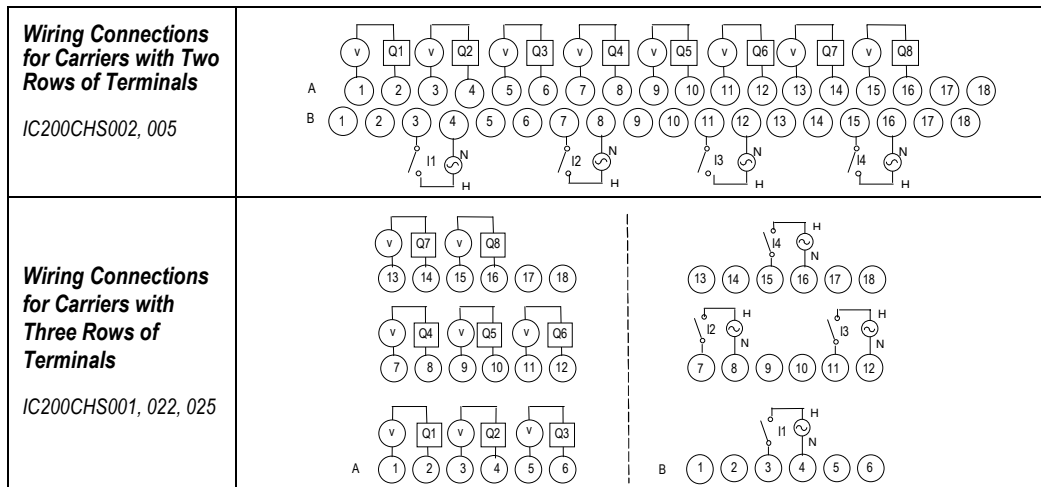 Wiring Connections
for Carriers with Two
Rows of Terminals
IC200CHS002, 005
v Q1 v Q2 v Q3 v Q4 v Q5 v Q6 v Q7 v Q8
A 1 2 3 4 5 6 7 8 9 10 11 12 13 14 15 16 17 18
B 1 2 3 4 5 6 7 8 9 10 11 12 13 14 15 16 17 18
I1 N I2 N I3 N I4 N
H H H H
Wiring Connections
for Carriers with
Three Rows of
Terminals
IC200CHS001, 022, 025
v Q7 v Q8
13 14 15 16 17 18
v Q4 v Q5 v Q6
7 8 9 10 11 12
v Q1 v Q2 v Q3
A 1 2 3 4 5 6
H
I4
N
13 14 15 16 17 18
H H
I2 I3
N N
7 8 9 10 11 12
H
I1
N
B 1 2 3 4 5 6